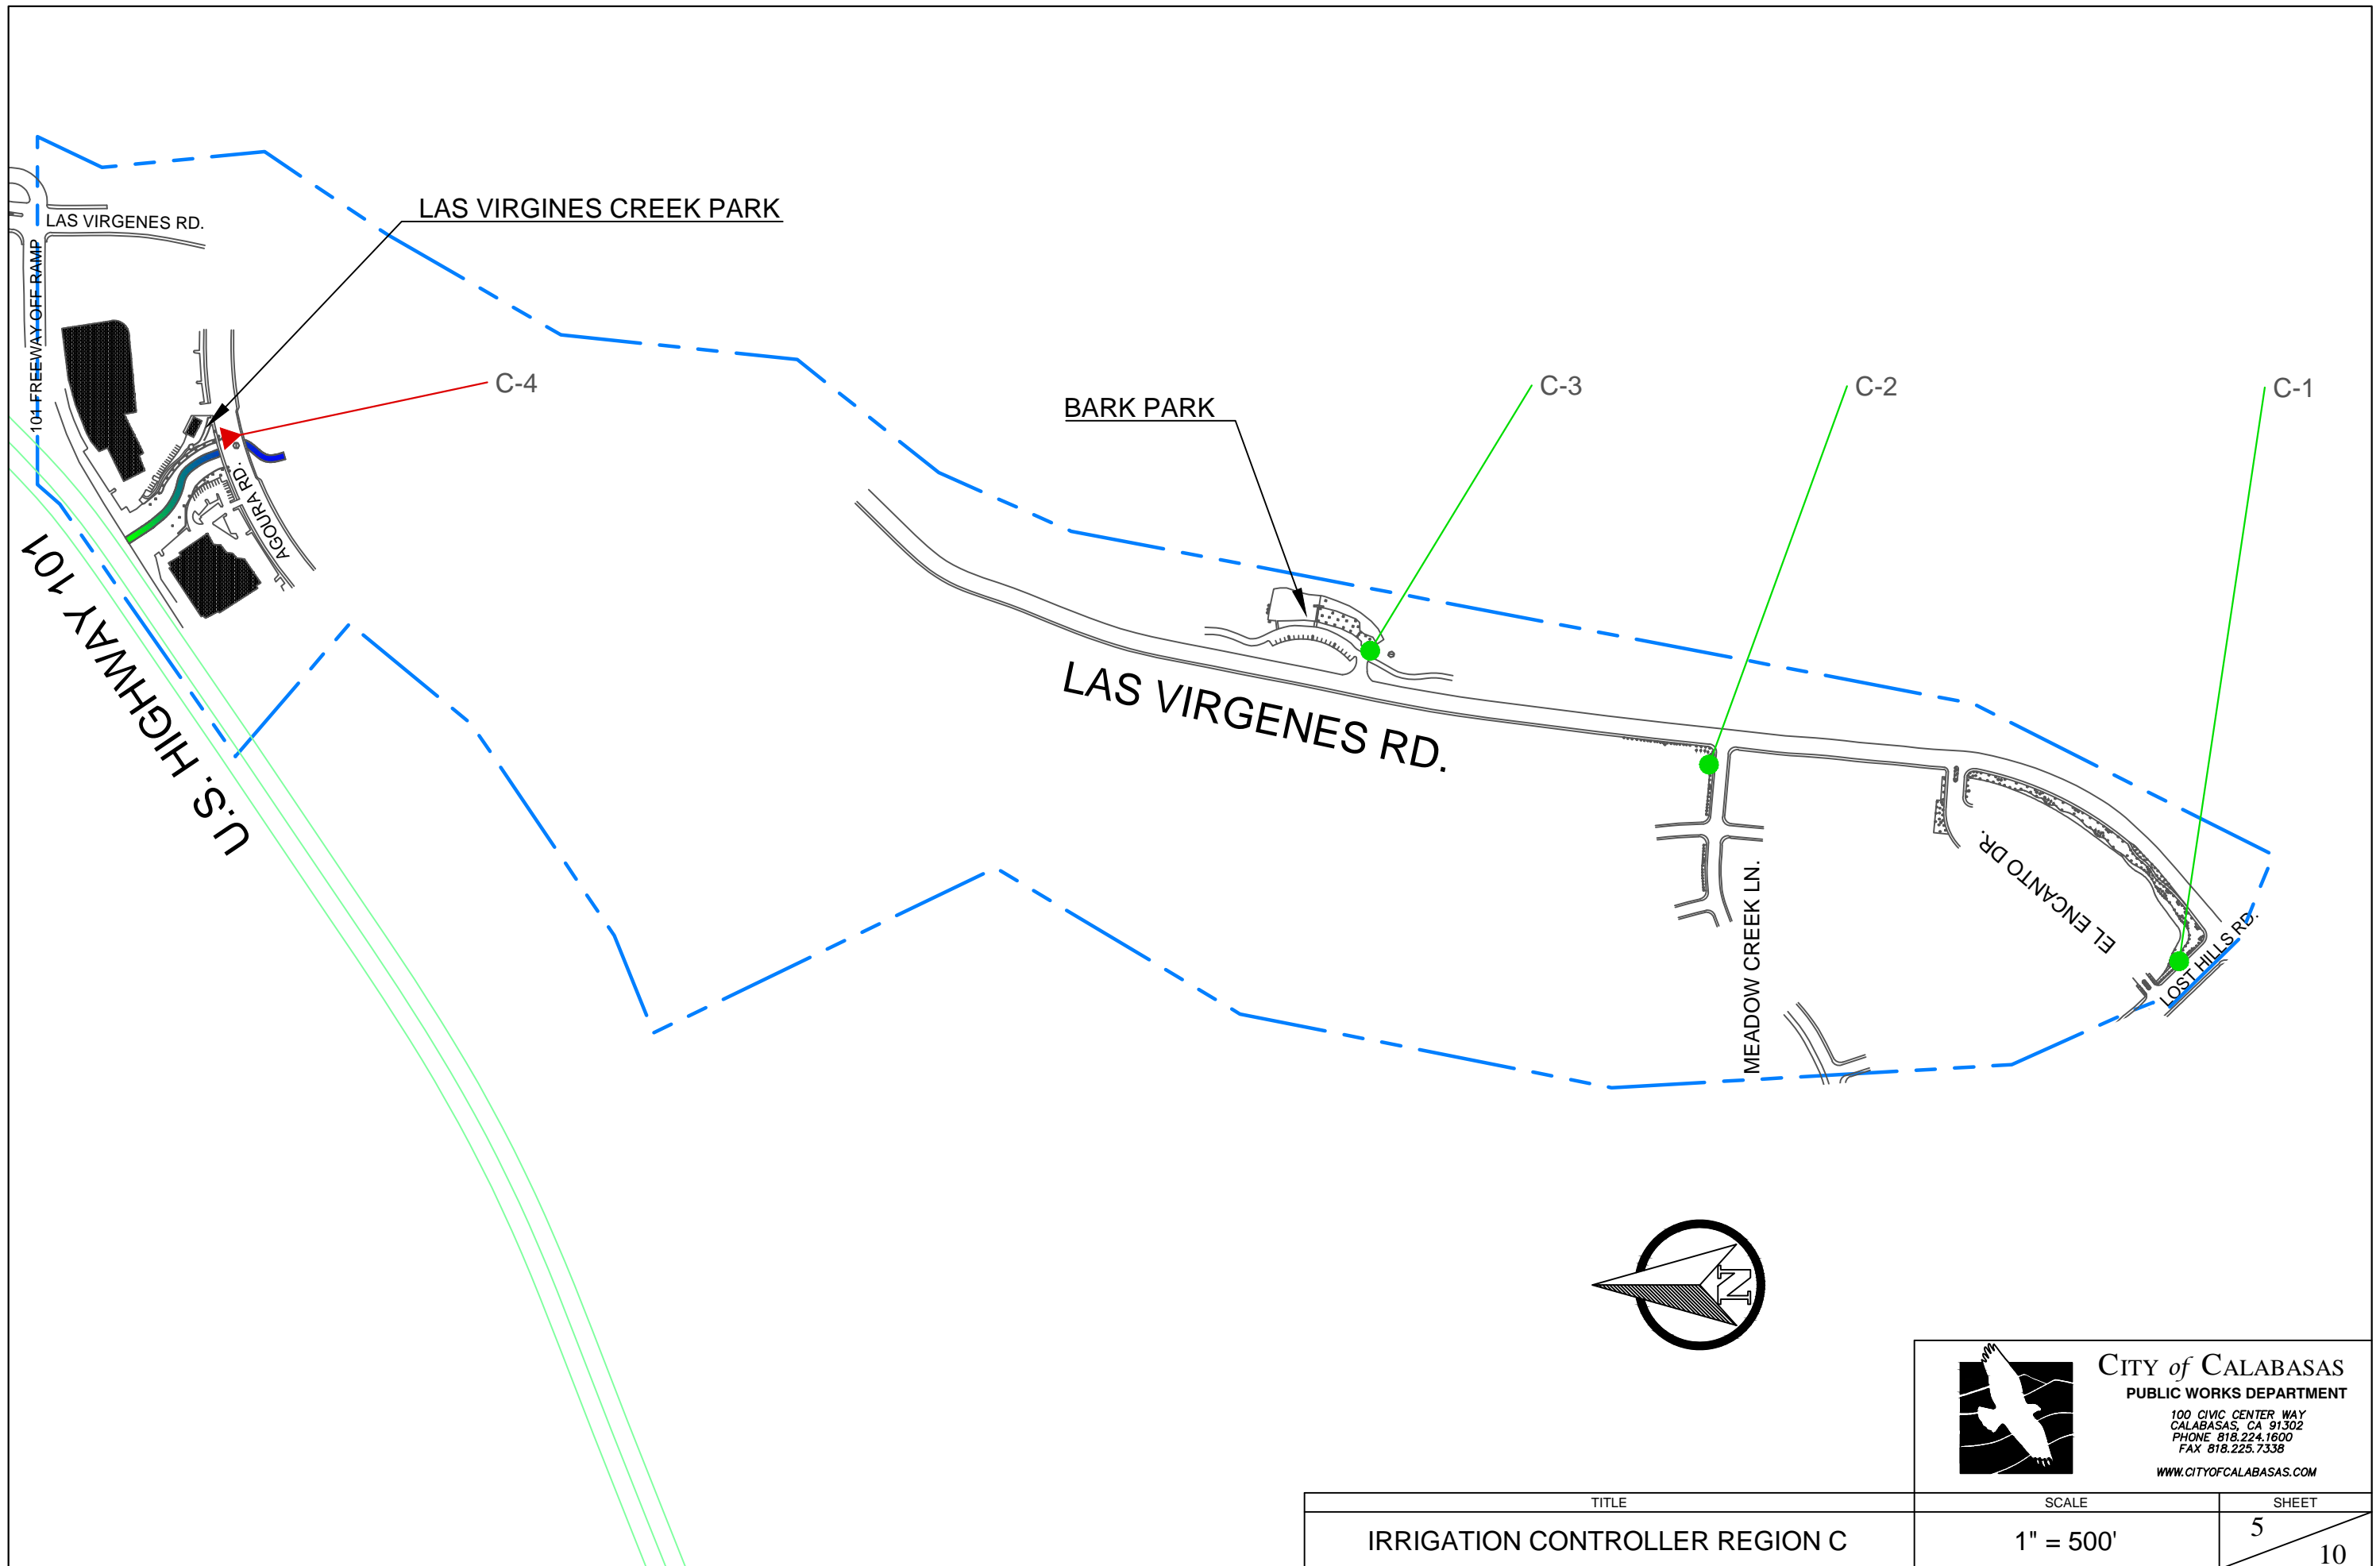 LAS VIRGINES CREEK PARK
LAS VIRGENES RD.
101 FREEWAY OFF RAMP
C-4
C-3
C-2
C-1
BARK PARK
AGOURA RD.
U.S. HIGHWAY 101
LAS VIRGENES RD.
EL ENCANTO DR.
MEADOW CREEK LN.
LOST HILLS RD.
N
CITY of CALABASAS
PUBLIC WORKS DEPARTMENT
100 CIVIC CENTER WAY
CALABASAS, CA 91302
PHONE 818.224.1600
FAX 818.225.7338
WWW.CITYOFCALABASAS.COM
TITLE
SCALE
SHEET
IRRIGATION CONTROLLER REGION C
1" = 500'
5
10